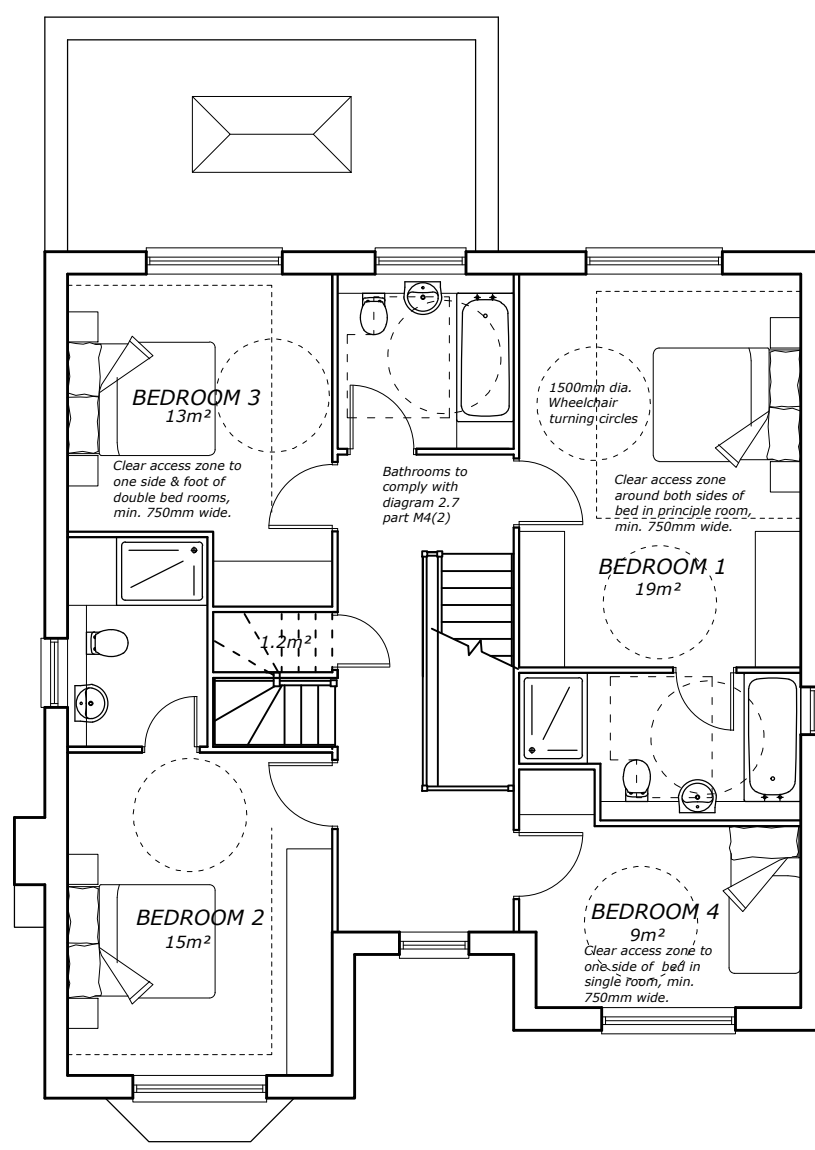 BEDROOM 3
13m²
Clear access zone to
one side & foot of
double bed rooms,
min. 750mm wide.
1500mm dia.
Wheelchair
turning circles
Bathrooms to
comply with
diagram 2.7
part M4(2)
Clear access zone
around both sides of
bed in principle room,
min. 750mm wide.
BEDROOM 1
19m²
1.2m²
BEDROOM 2
15m²
BEDROOM 4
9m²
Clear access zone to
one side of bed in
single room, min.
750mm wide.